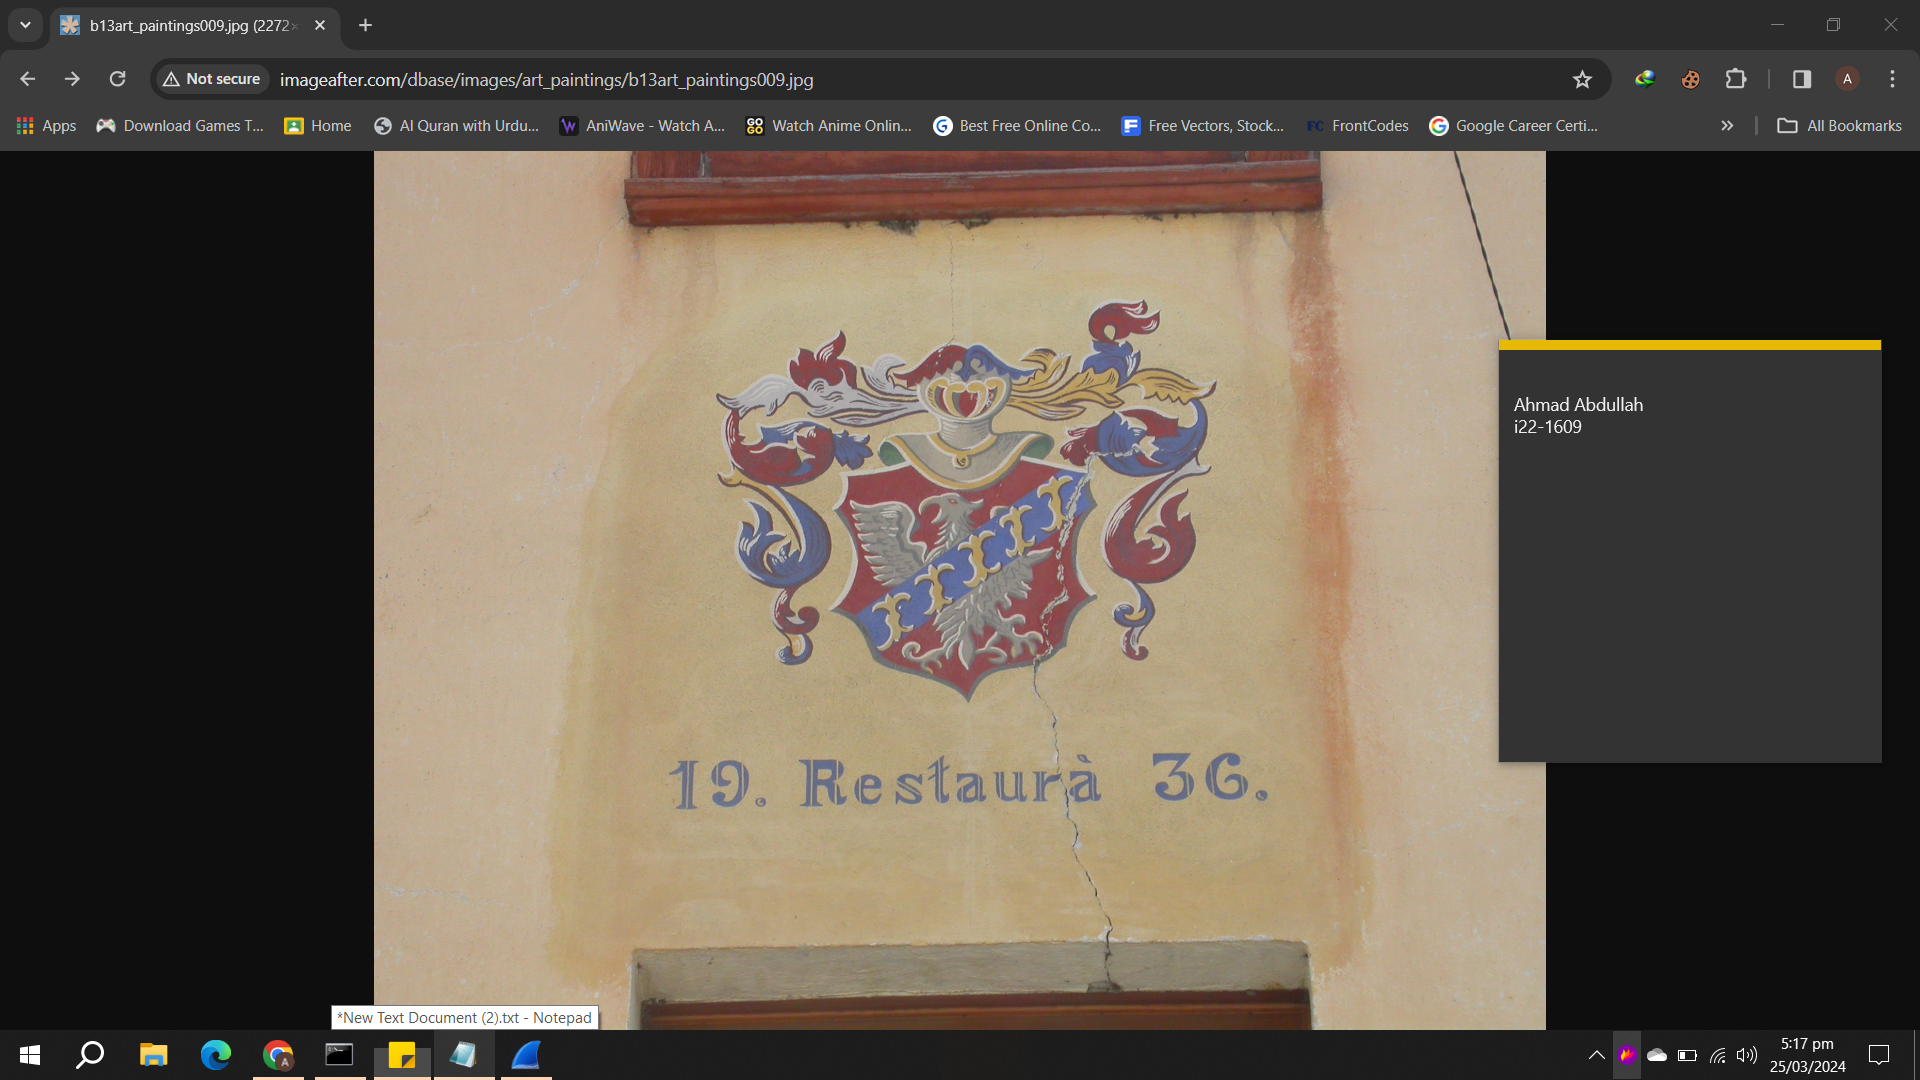 b13art_paintings009.jpg (2272×
Not secure
imageafter.com/dbase/images/art_paintings/b13art_paintings009.jpg
A
Apps
Download Games T...
Home
Al Quran with Urdu...
AniWave - Watch A...
GO
GO
Watch Anime Onlin...
Best Free Online Co...
Free Vectors, Stock...
FC FrontCodes
Google Career Certi...
All Bookmarks
Ahmad Abdullah
i22-1609
19. Restaurà 36.
*New Text Document (2).txt - Notepad
A
5:17 pm
25/03/2024